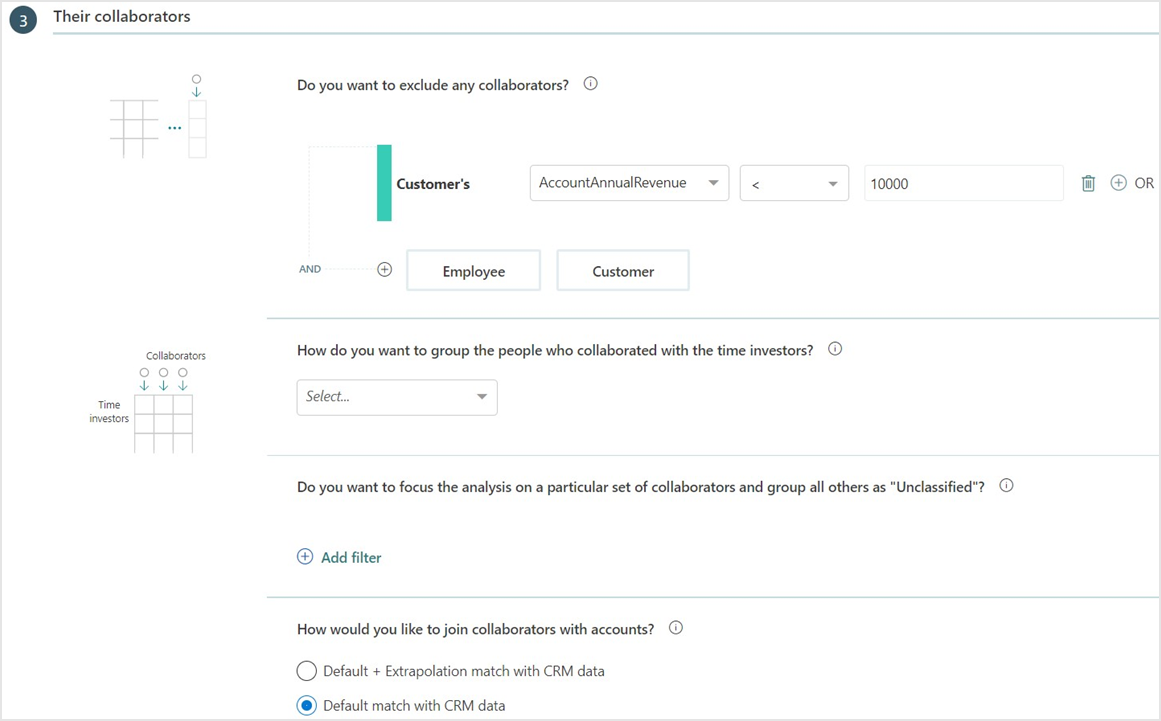 3 Their collaborators
Do you want to exclude any collaborators?
Customer's AccountAnnualRevenue < 10000 OR
AND Employee Customer
Collaborators
Time
investors
How do you want to group the people who collaborated with the time investors?
Select...
Do you want to focus the analysis on a particular set of collaborators and group all others as "Unclassified"?
Add filter
How would you like to join collaborators with accounts?
Default + Extrapolation match with CRM data
Default match with CRM data